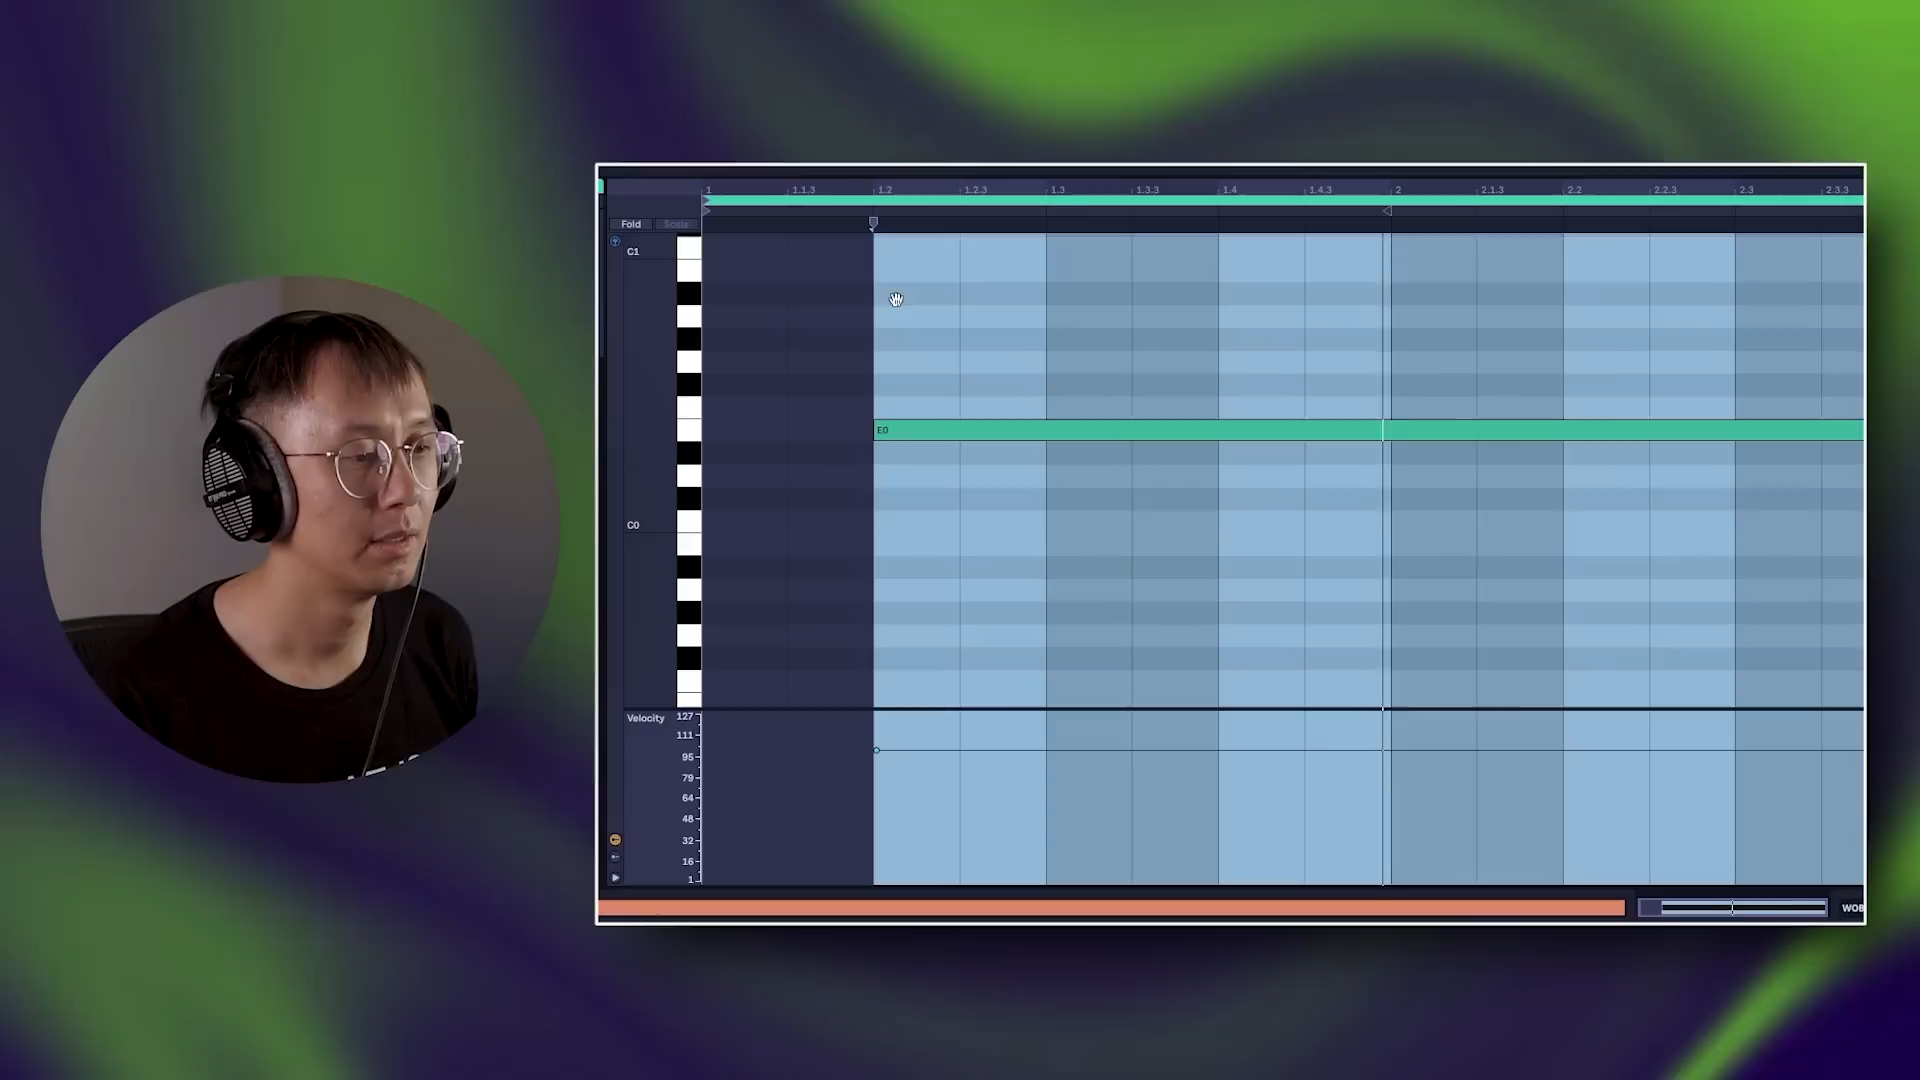 1 1.1.3 1.2 1.2.3 1.3 1.3.3 1.4 1.4.3 2 2.1.3 2.2 2.2.3 2.3 2.3.3
Fold Scale
C1
E0
C0
Velocity 127
111
95
79
64
48
32
16
1
WOB